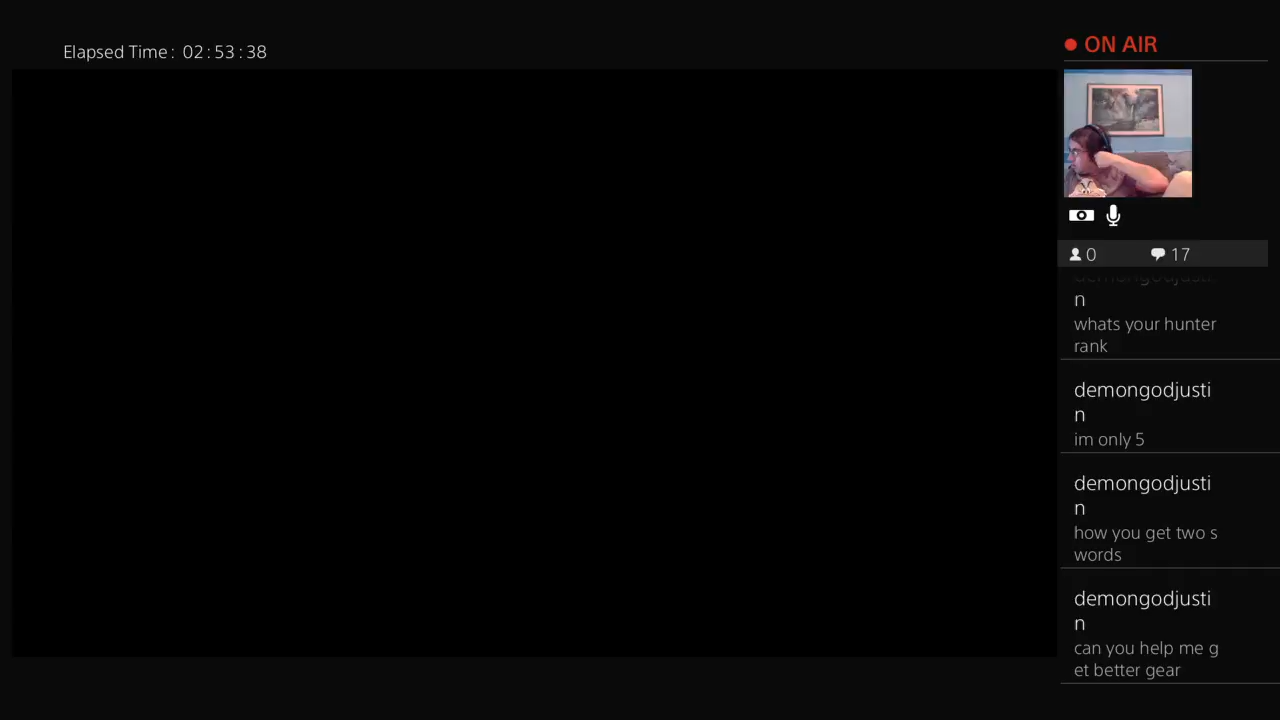 Elapsed Time: 02:53:38
ON AIR
0
17
demongodjusti
n
whats your hunter
rank
demongodjusti
n
im only 5
demongodjusti
n
how you get two s
words
demongodjusti
n
can you help me g
et better gear